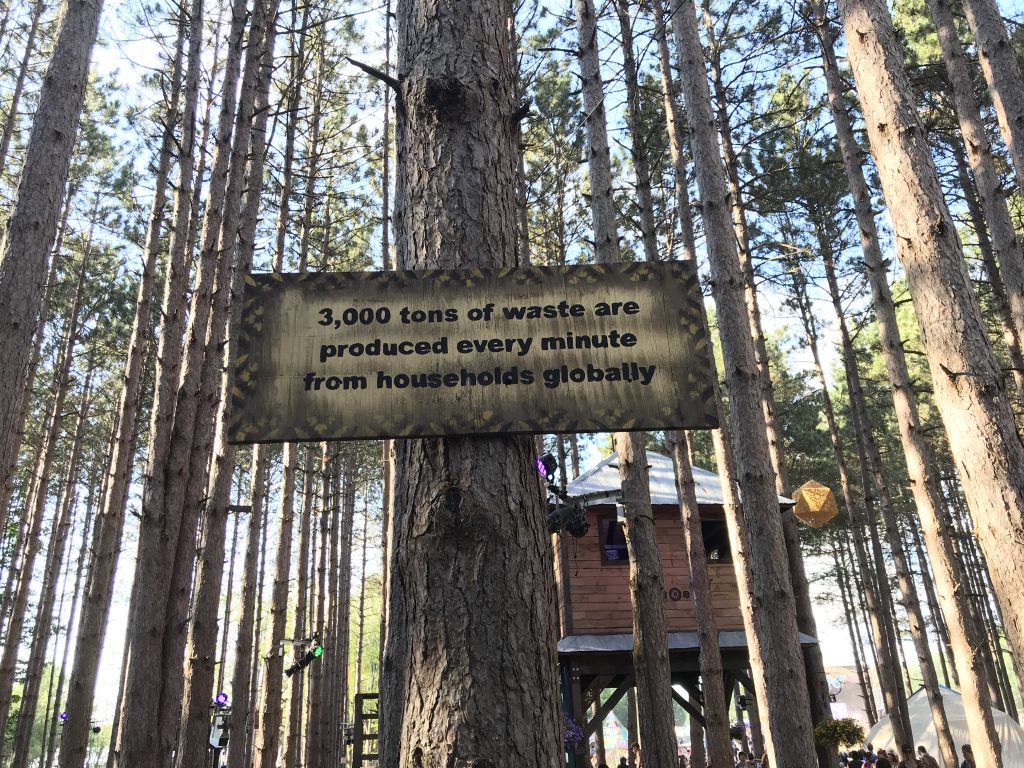 3,000 tons of waste are
produced every minute
from households globally